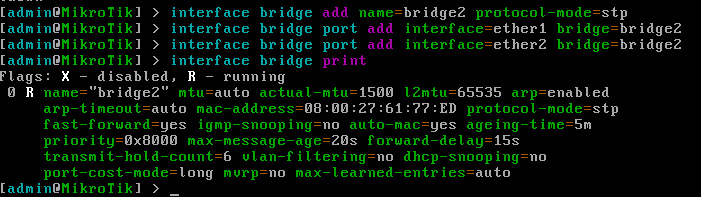 [admin@MikroTik] > interface bridge add name=bridge2 protocol-mode=stp
[admin@MikroTik] > interface bridge port add interface=ether1 bridge=bridge2
[admin@MikroTik] > interface bridge port add interface=ether2 bridge=bridge2
[admin@MikroTik] > interface bridge print
Flags: X - disabled, R - running
 0 R name="bridge2" mtu=auto actual-mtu=1500 l2mtu=65535 arp=enabled
     arp-timeout=auto mac-address=08:00:27:61:77:ED protocol-mode=stp
     fast-forward=yes igmp-snooping=no auto-mac=yes ageing-time=5m
     priority=0x8000 max-message-age=20s forward-delay=15s
     transmit-hold-count=6 vlan-filtering=no dhcp-snooping=no
     port-cost-mode=long mvrp=no max-learned-entries=auto
[admin@MikroTik] > _